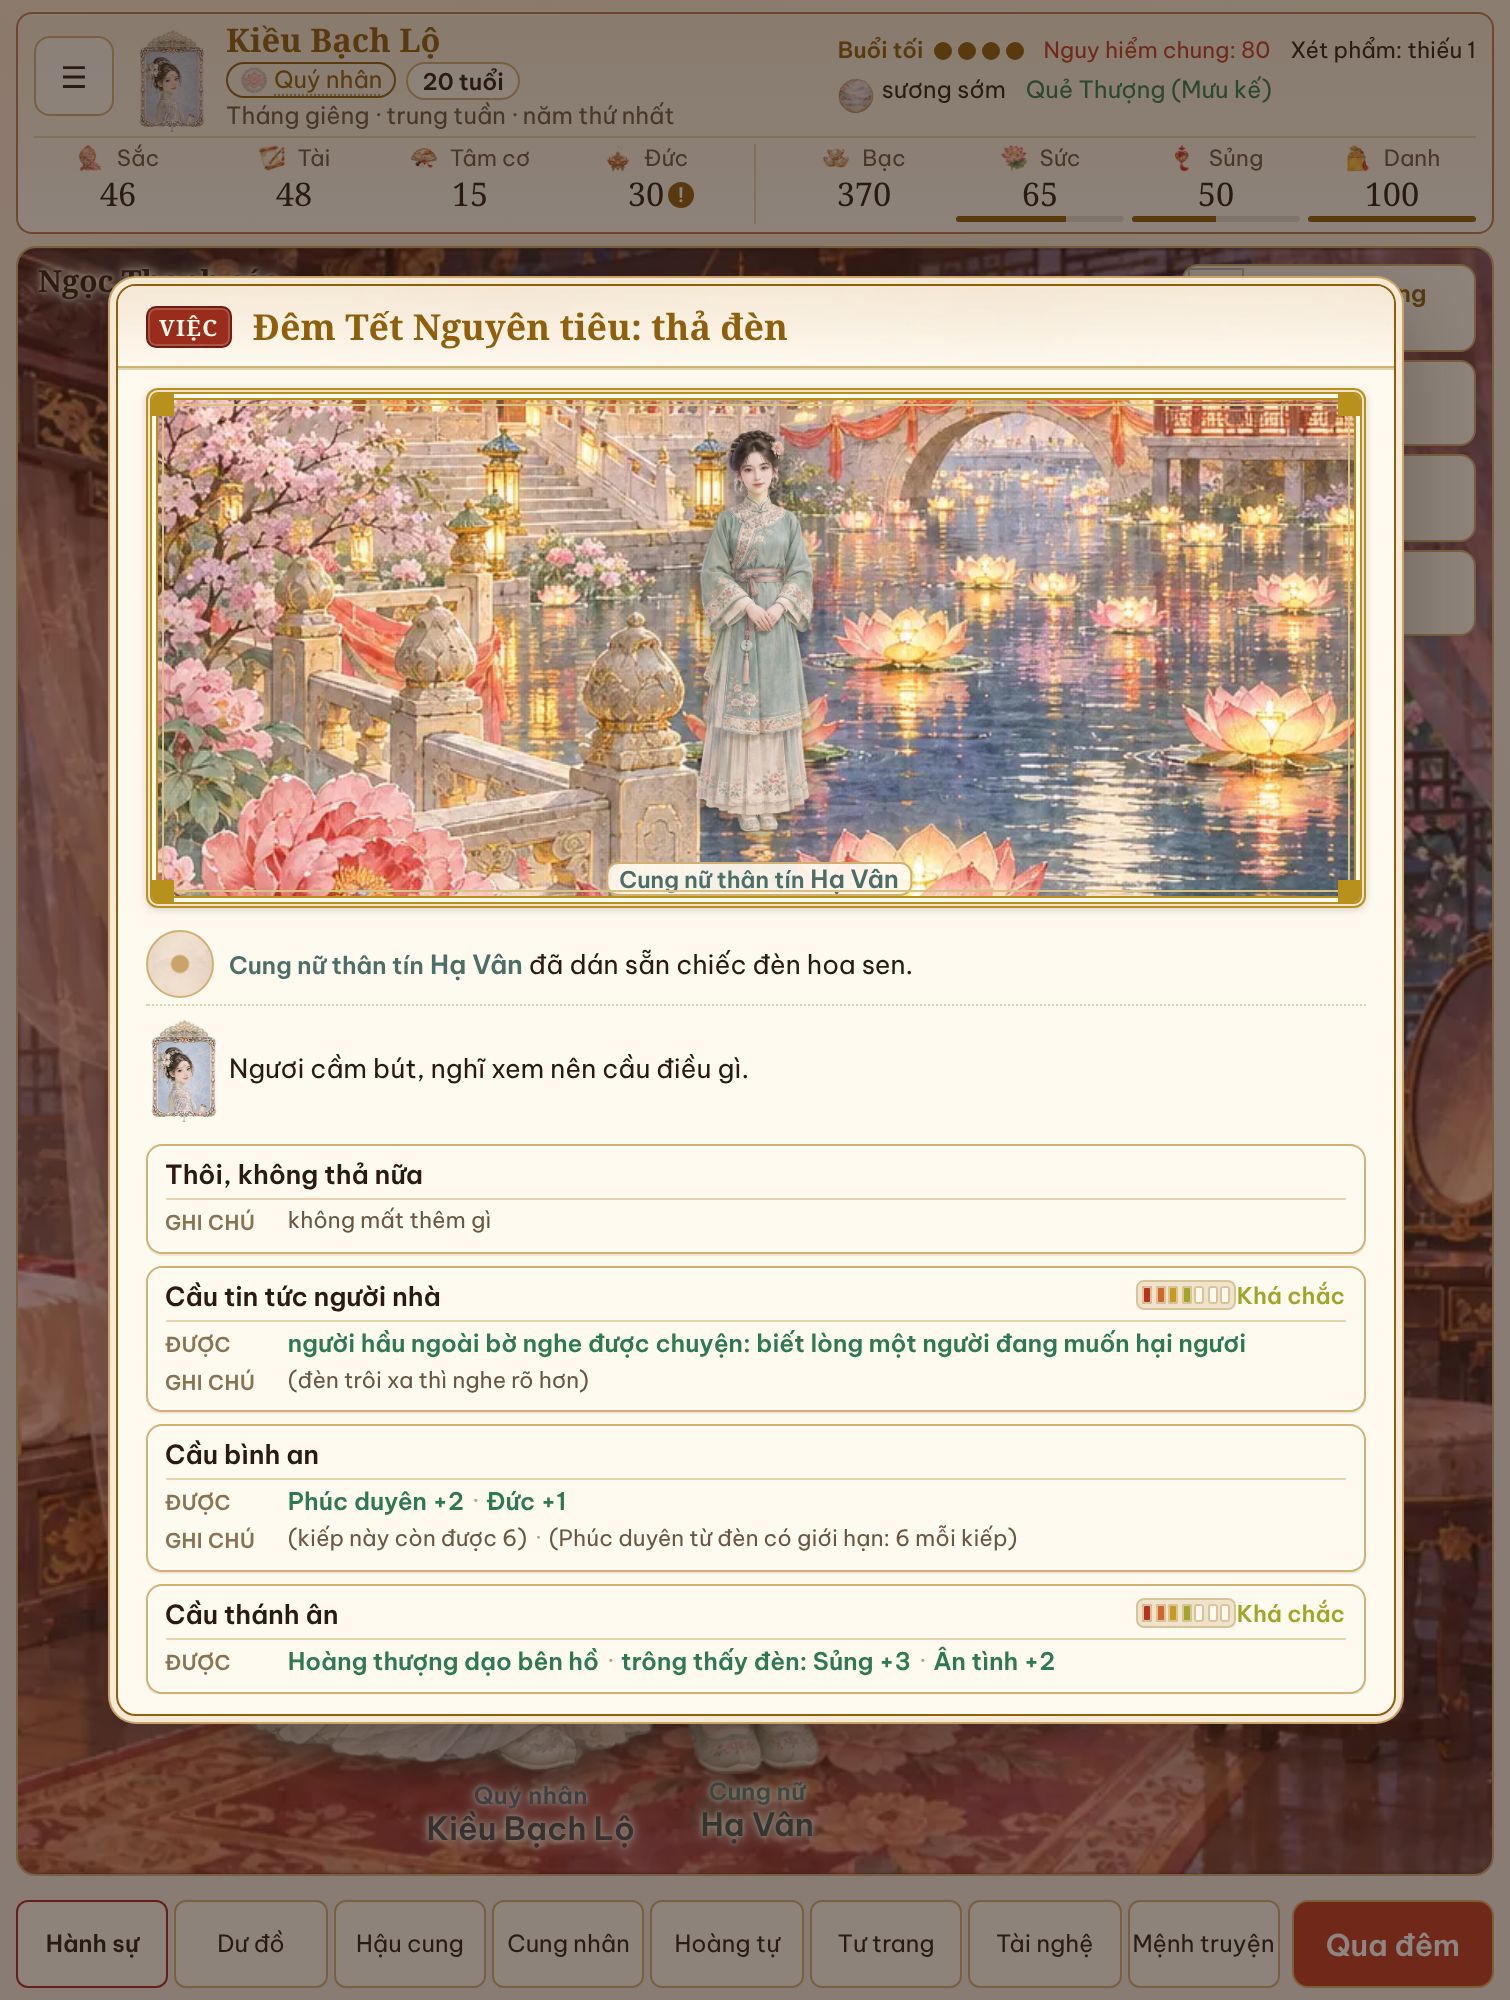 ☰
Kiều Bạch Lộ
Quý nhân
20 tuổi
Tháng giêng · trung tuần · năm thứ nhất
Buổi tối
Nguy hiểm chung: 80
Xét phẩm: thiếu 1
sương sớm
Quẻ Thượng (Mưu kế)
Sắc
46
Tài
48
Tâm cơ
15
Đức
30 !
Bạc
370
Sức
65
Sủng
50
Danh
100
Ngọc
ng
VIỆC
Đêm Tết Nguyên tiêu: thả đèn
Cung nữ thân tín Hạ Vân
Cung nữ thân tín Hạ Vân đã dán sẵn chiếc đèn hoa sen.
Ngươi cầm bút, nghĩ xem nên cầu điều gì.
Thôi, không thả nữa
GHI CHÚ không mất thêm gì
Cầu tin tức người nhà
Khá chắc
ĐƯỢC người hầu ngoài bờ nghe được chuyện: biết lòng một người đang muốn hại ngươi
GHI CHÚ (đèn trôi xa thì nghe rõ hơn)
Cầu bình an
ĐƯỢC Phúc duyên +2 · Đức +1
GHI CHÚ (kiếp này còn được 6) · (Phúc duyên từ đèn có giới hạn: 6 mỗi kiếp)
Cầu thánh ân
Khá chắc
ĐƯỢC Hoàng thượng dạo bên hồ · trông thấy đèn: Sủng +3 · Ân tình +2
Quý nhân
Kiều Bạch Lộ
Cung nữ
Hạ Vân
Hành sự
Dư đồ
Hậu cung
Cung nhân
Hoàng tự
Tư trang
Tài nghệ
Mệnh truyện
Qua đêm